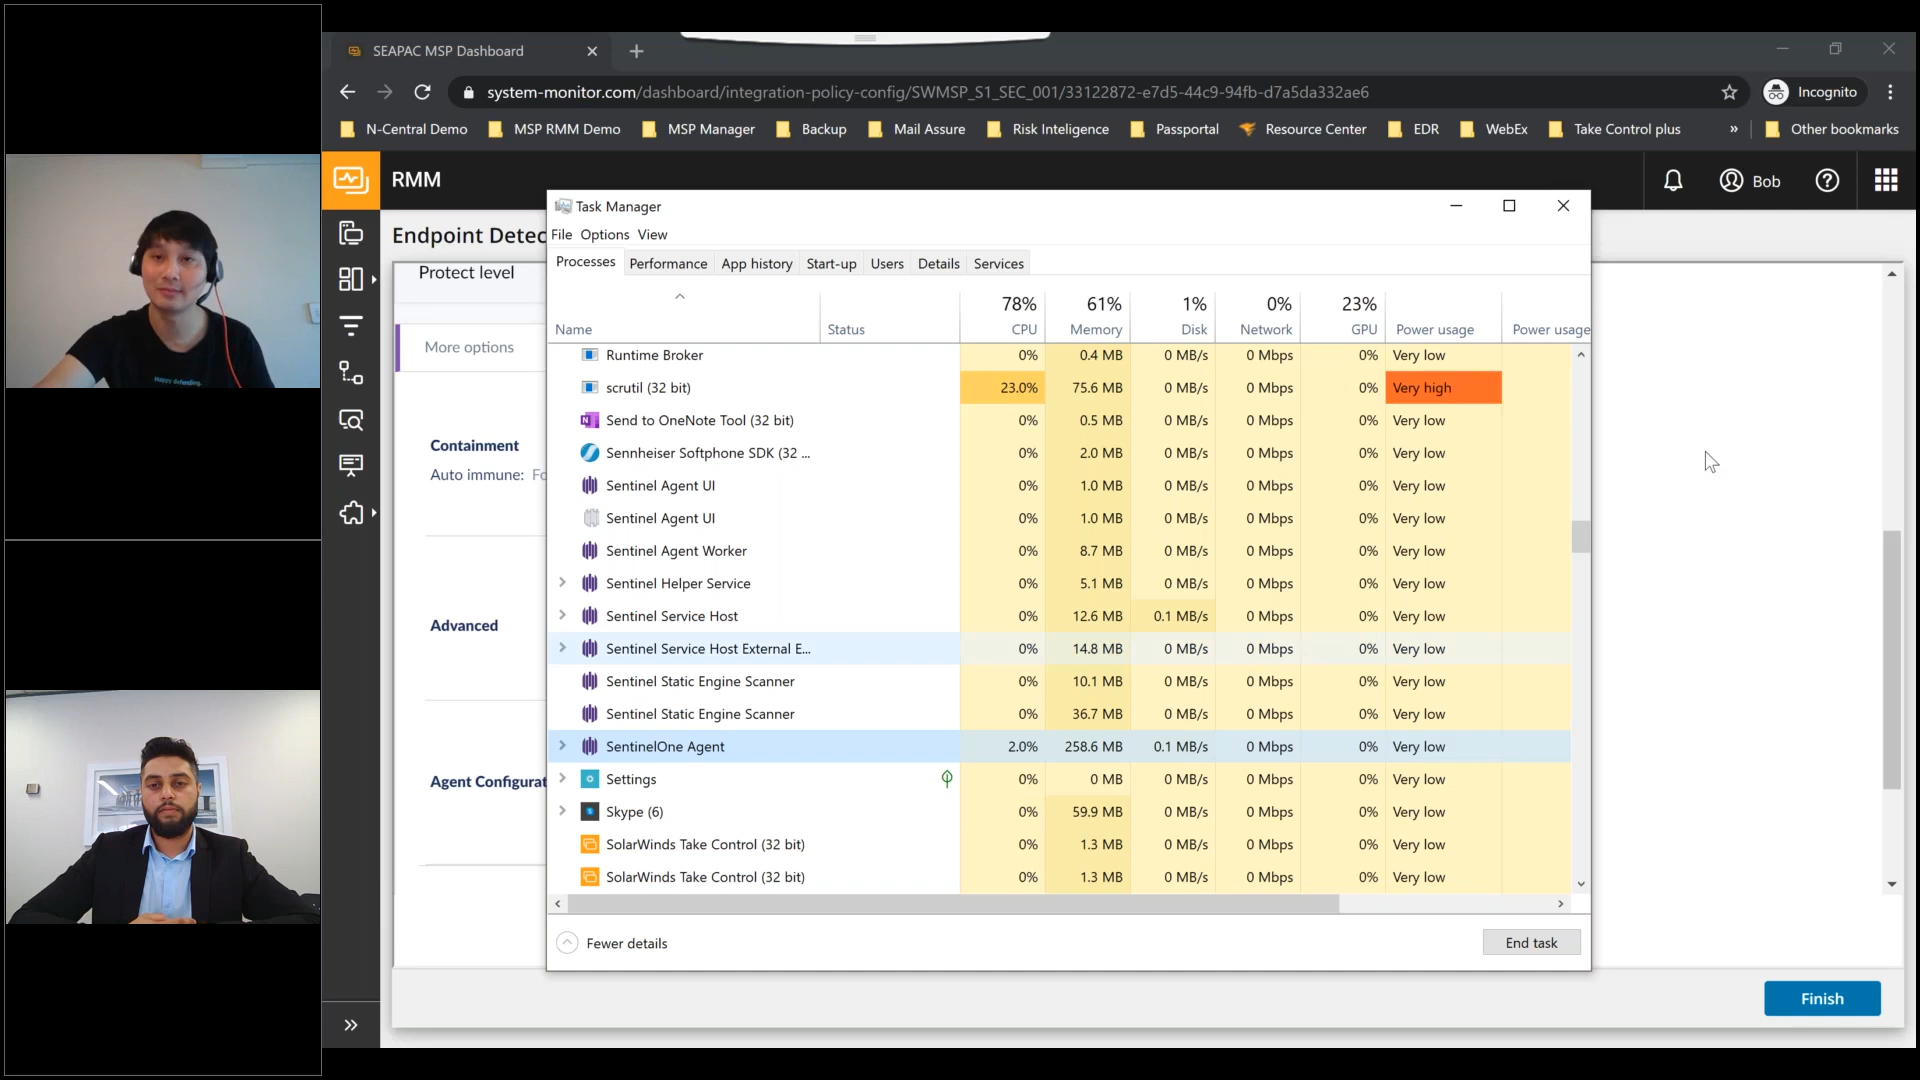 SEAPAC MSP Dashboard
system-monitor.com/dashboard/integration-policy-config/SWMSP_S1_SEC_001/33122872-e7d5-44c9-94fb-d7a5da332ae6
Incognito
N-Central Demo
MSP RMM Demo
MSP Manager
Backup
Mail Assure
Risk Inteligence
Passportal
Resource Center
EDR
WebEx
Take Control plus
»
Other bookmarks
RMM
Bob
Endpoint Detec
Protect level
More options
Containment
Auto immune: Fo
Advanced
Agent Configurat
Finish
Task Manager
File Options View
Processes Performance App history Start-up Users Details Services
78% 61% 1% 0% 23%
Name Status CPU Memory Disk Network GPU Power usage Power usage
Runtime Broker 0% 0.4 MB 0 MB/s 0 Mbps 0% Very low
scrutil (32 bit) 23.0% 75.6 MB 0 MB/s 0 Mbps 0% Very high
Send to OneNote Tool (32 bit) 0% 0.5 MB 0 MB/s 0 Mbps 0% Very low
Sennheiser Softphone SDK (32 ... 0% 2.0 MB 0 MB/s 0 Mbps 0% Very low
Sentinel Agent UI 0% 1.0 MB 0 MB/s 0 Mbps 0% Very low
Sentinel Agent UI 0% 1.0 MB 0 MB/s 0 Mbps 0% Very low
Sentinel Agent Worker 0% 8.7 MB 0 MB/s 0 Mbps 0% Very low
Sentinel Helper Service 0% 5.1 MB 0 MB/s 0 Mbps 0% Very low
Sentinel Service Host 0% 12.6 MB 0.1 MB/s 0 Mbps 0% Very low
Sentinel Service Host External E... 0% 14.8 MB 0 MB/s 0 Mbps 0% Very low
Sentinel Static Engine Scanner 0% 10.1 MB 0 MB/s 0 Mbps 0% Very low
Sentinel Static Engine Scanner 0% 36.7 MB 0 MB/s 0 Mbps 0% Very low
SentinelOne Agent 2.0% 258.6 MB 0.1 MB/s 0 Mbps 0% Very low
Settings 0% 0 MB 0 MB/s 0 Mbps 0% Very low
Skype (6) 0% 59.9 MB 0 MB/s 0 Mbps 0% Very low
SolarWinds Take Control (32 bit) 0% 1.3 MB 0 MB/s 0 Mbps 0% Very low
SolarWinds Take Control (32 bit) 0% 1.3 MB 0 MB/s 0 Mbps 0% Very low
Fewer details
End task